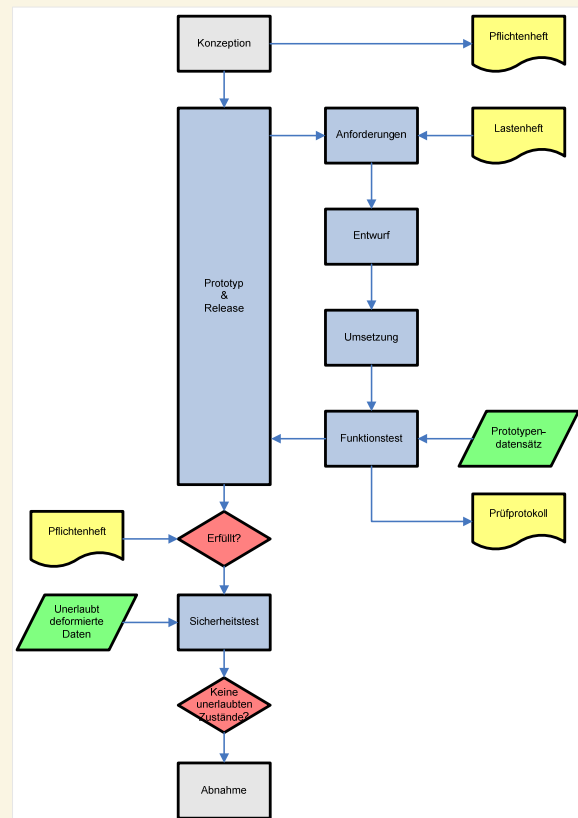 Konzeption
Pflichtenheft
Anforderungen
Lastenheft
Entwurf
Prototyp
&
Release
Umsetzung
Funktionstest
Prototypen-
datensätz
Prüfprotokoll
Pflichtenheft
Erfüllt?
Unerlaubt
deformierte
Daten
Sicherheitstest
Keine
unerlaubten
Zustände?
Abnahme